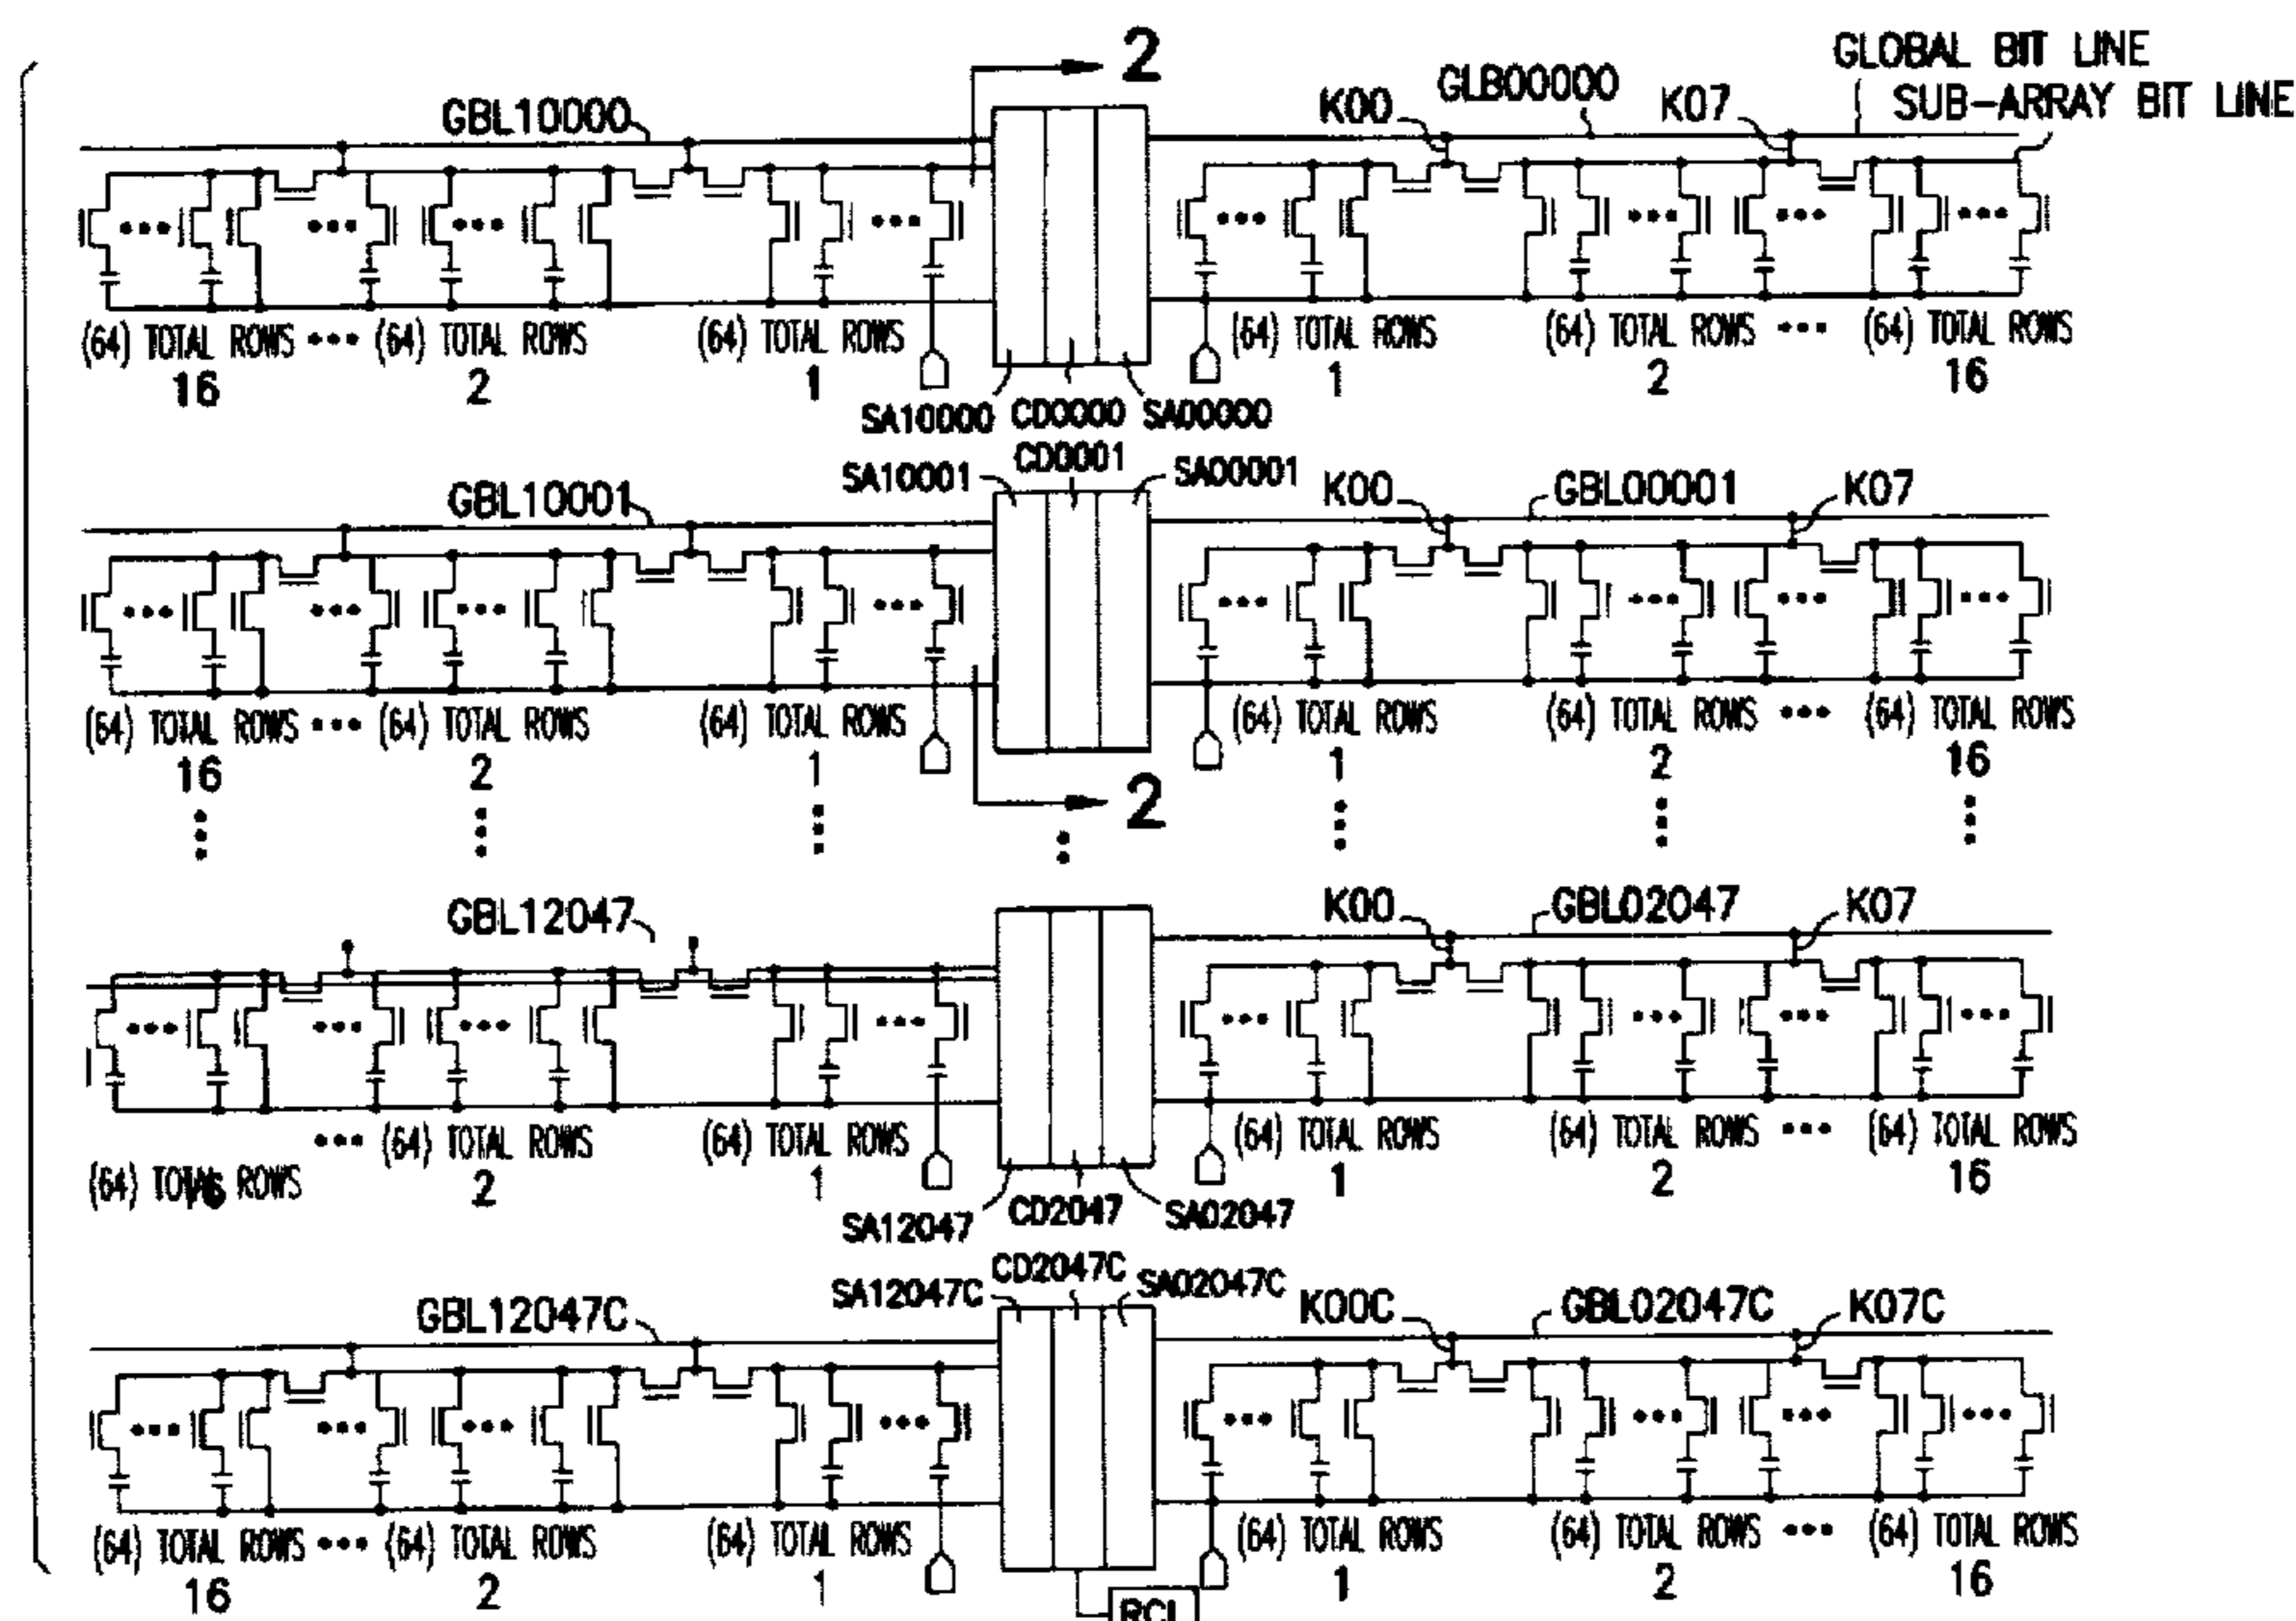 2
GLOBAL BIT LINE
SUB-ARRAY BIT LINE
GBL10000
K00
GLB00000
K07
(64) TOTAL ROWS ••• (64) TOTAL ROWS (64) TOTAL ROWS (64) TOTAL ROWS (64) TOTAL ROWS ••• (64) TOTAL ROWS
16 2 1 1 2 16
SA10000 CD0000 SA00000
SA10001 CD0001 SA00001
GBL10001
K00
GBL00001
K07
(64) TOTAL ROWS ••• (64) TOTAL ROWS (64) TOTAL ROWS (64) TOTAL ROWS (64) TOTAL ROWS ••• (64) TOTAL ROWS
16 2 1 1 2 16
2
GBL12047
K00
GBL02047
K07
••• (64) TOTAL ROWS (64) TOTAL ROWS (64) TOTAL ROWS (64) TOTAL ROWS ••• (64) TOTAL ROWS
(64) TOTAL ROWS
16 2 1 1 2 16
SA12047 CD2047 SA02047
SA12047C CD2047C SA02047C
GBL12047C
K00C
GBL02047C
K07C
(64) TOTAL ROWS ••• (64) TOTAL ROWS (64) TOTAL ROWS (64) TOTAL ROWS (64) TOTAL ROWS ••• (64) TOTAL ROWS
16 2 1 1 2 16